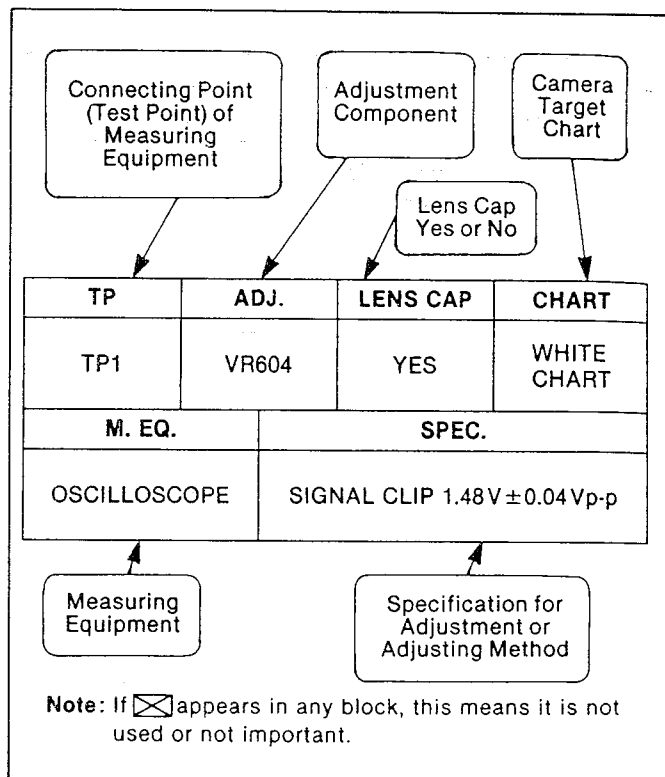 Connecting Point
(Test Point) of
Measuring
Equipment
Adjustment
Component
Camera
Target
Chart
Lens Cap
Yes or No
TP ADJ. LENS CAP CHART
TP1 VR604 YES WHITE
CHART
M. EQ. SPEC.
OSCILLOSCOPE SIGNAL CLIP 1.48V±0.04Vp-p
Measuring
Equipment
Specification for
Adjustment or
Adjusting Method
Note: If appears in any block, this means it is not
used or not important.